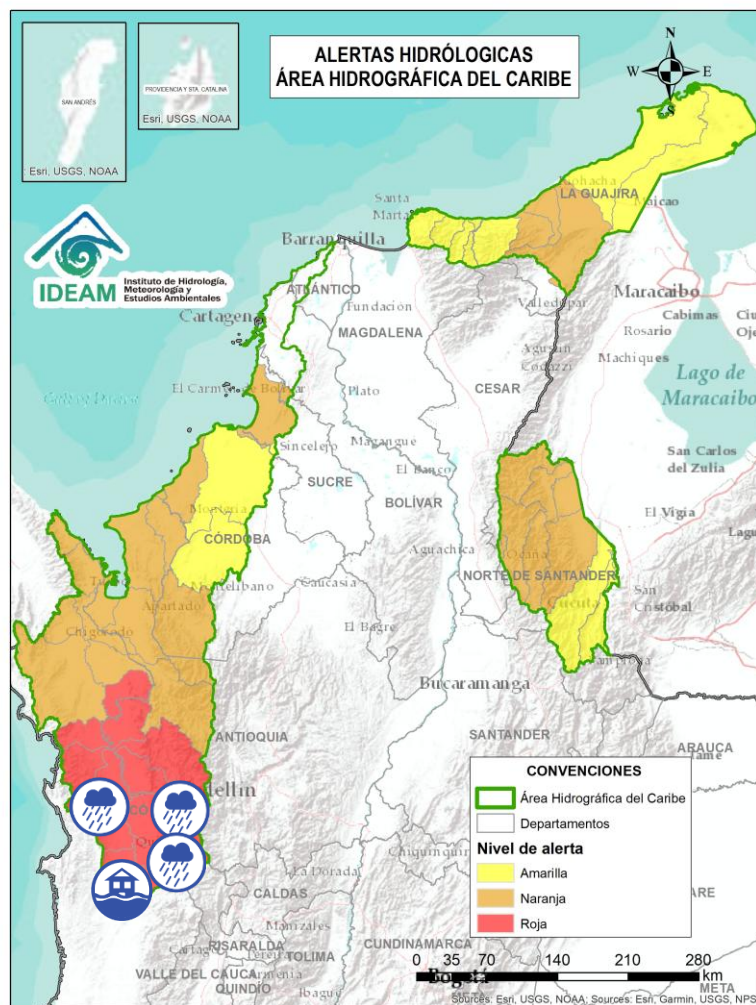 ALERTAS HIDRÓLOGICAS
ÁREA HIDROGRÁFICA DEL CARIBE
SAN ANDRÉS
Esri, USGS, NOAA
PROVIDENCIA Y STA. CATALINA
Esri, USGS, NOAA
N
W
E
S
IDEAM
Instituto de Hidrología,
Meteorología y
Estudios Ambientales
LA GUAJIRA
Maicao
Santa
Marta
Barranquilla
ATLÁNTICO
Cartagena
Fundación
MAGDALENA
Valledupar
Maracaibo
Cabimas
Rosario
Machiques
Agustín
Codazzi
CESAR
Lago de
Maracaibo
El Carmen de Bolívar
Plato
Sincelejo
Magangué
El Banco
SUCRE
BOLÍVAR
San Carlos
del Zulia
El Vigía
Montería
CÓRDOBA
Montelibano
Caucasia
Aguachica
Ocaña
NORTE DE SANTANDER
Cúcuta
San
Cristóbal
Apartadó
Chigorodó
El Bagre
Pamplona
Bucaramanga
ANTIOQUIA
SANTANDER
ARAUCA
CONVENCIONES
Área Hidrográfica del Caribe
Departamentos
Nivel de alerta
Amarilla
Naranja
Roja
La Dorada
CALDAS
Manizales
RISARALDA
Pereira
TOLIMA
CUNDINAMARCA
VALLE DEL CAUCA
Armenia
QUINDÍO
Ibagué
Bogotá
META
0 35 70 140 210 280
km
Sources: Esri, USGS, NOAA; Sources: Esri, Garmin, USGS,